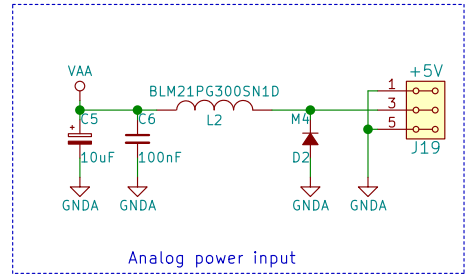 VAA
+5V
BLM21PG300SN1D
1
C5
C6
L2
M4
3
+
5
10uF
100nF
D2
J19
GNDA
GNDA
GNDA
GNDA
Analog power input